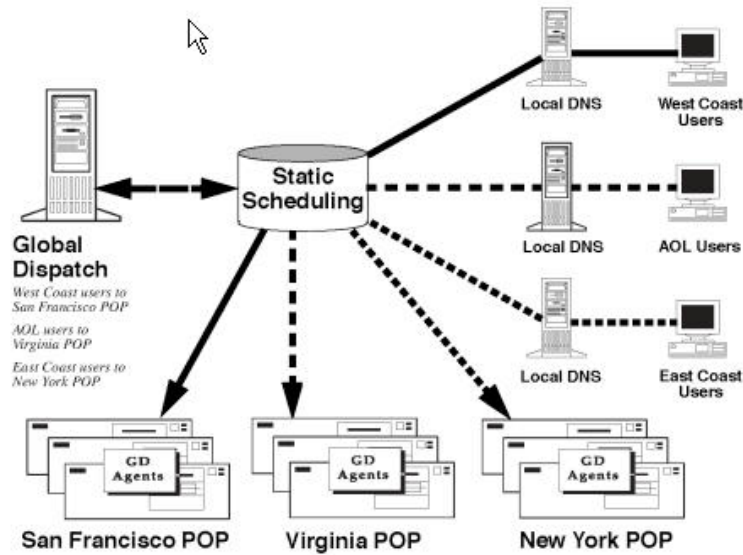 Local DNS
West Coast
Users
Static
Scheduling
Global
Dispatch
West Coast users to
San Francisco POP
AOL users to
Virginia POP
East Coast users to
New York POP
Local DNS
AOL Users
Local DNS
East Coast
Users
GD
Agents
San Francisco POP
GD
Agents
Virginia POP
GD
Agents
New York POP